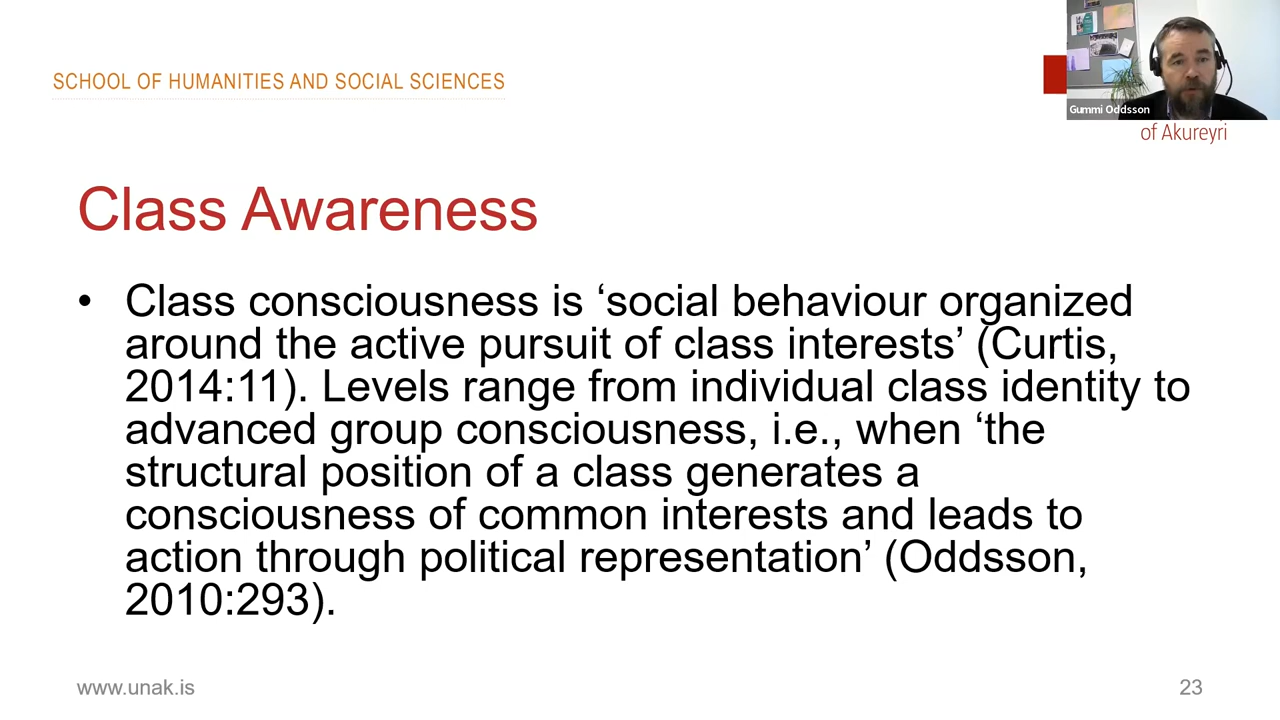 SCHOOL OF HUMANITIES AND SOCIAL SCIENCES
Gummi Oddsson
of Akureyri
Class Awareness
• Class consciousness is ‘social behaviour organized
around the active pursuit of class interests’ (Curtis,
2014:11). Levels range from individual class identity to
advanced group consciousness, i.e., when ‘the
structural position of a class generates a
consciousness of common interests and leads to
action through political representation’ (Oddsson,
2010:293).
www.unak.is
23